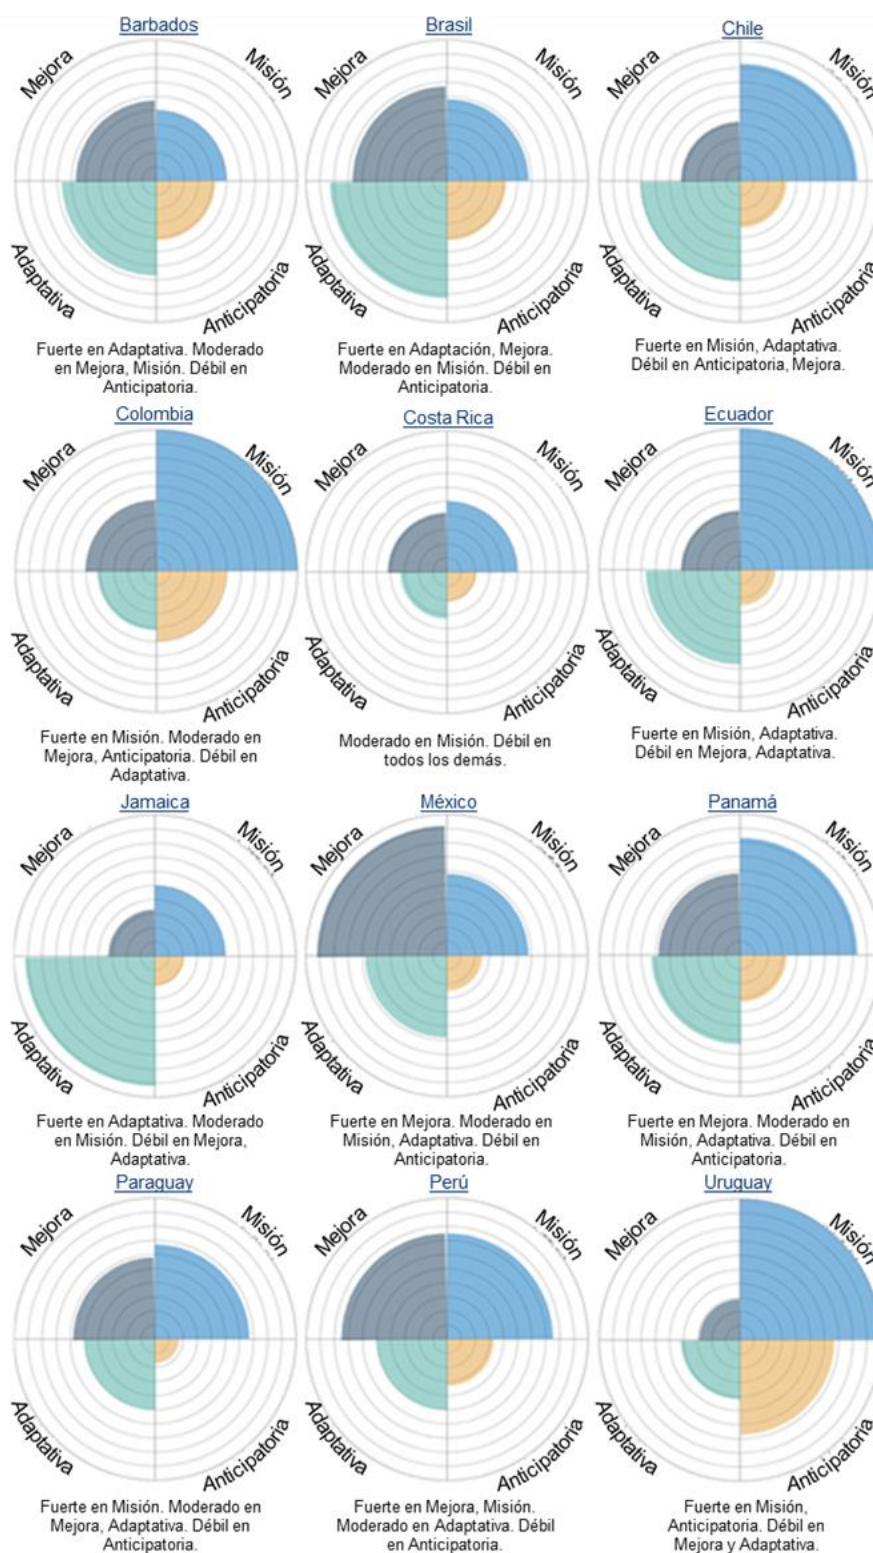 Barbados
Mejora
Misión
Adaptativa
Anticipatoria
Fuerte en Adaptativa. Moderado
en Mejora, Misión. Débil en
Anticipatoria.
Brasil
Mejora
Misión
Adaptativa
Anticipatoria
Fuerte en Adaptación, Mejora.
Moderado en Misión. Débil en
Anticipatoria.
Chile
Mejora
Misión
Adaptativa
Anticipatoria
Fuerte en Misión, Adaptativa.
Débil en Anticipatoria, Mejora.
Colombia
Mejora
Misión
Adaptativa
Anticipatoria
Fuerte en Misión. Moderado en
Mejora, Anticipatoria. Débil en
Adaptativa.
Costa Rica
Mejora
Misión
Adaptativa
Anticipatoria
Moderado en Misión. Débil en
todos los demás.
Ecuador
Mejora
Misión
Adaptativa
Anticipatoria
Fuerte en Misión, Adaptativa.
Débil en Mejora, Adaptativa.
Jamaica
Mejora
Misión
Adaptativa
Anticipatoria
Fuerte en Adaptativa. Moderado
en Misión. Débil en Mejora,
Adaptativa.
México
Mejora
Misión
Adaptativa
Anticipatoria
Fuerte en Mejora. Moderado en
Misión, Adaptativa. Débil en
Anticipatoria.
Panamá
Mejora
Misión
Adaptativa
Anticipatoria
Fuerte en Mejora. Moderado en
Misión, Adaptativa. Débil en
Anticipatoria.
Paraguay
Mejora
Misión
Adaptativa
Anticipatoria
Fuerte en Misión. Moderado en
Mejora, Adaptativa. Débil en
Anticipatoria.
Perú
Mejora
Misión
Adaptativa
Anticipatoria
Fuerte en Mejora, Misión.
Moderado en Adaptativa. Débil
en Anticipatoria.
Uruguay
Mejora
Misión
Adaptativa
Anticipatoria
Fuerte en Misión,
Anticipatoria. Débil en
Mejora y Adaptativa.